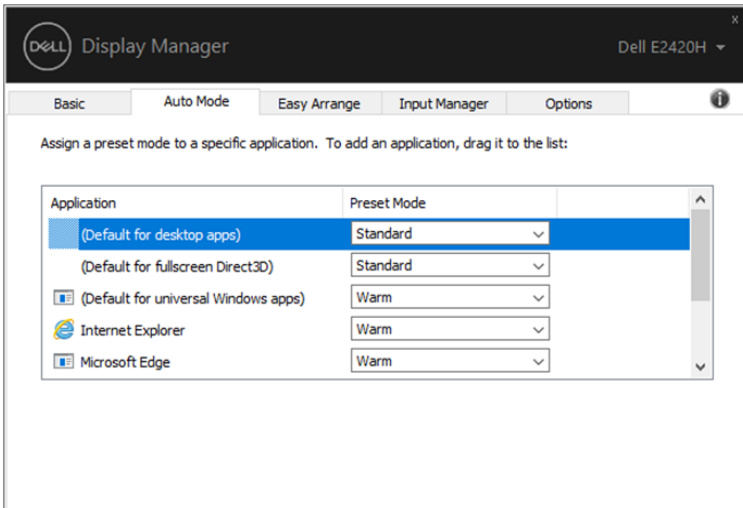 x
DELL Display Manager Dell E2420H
Basic Auto Mode Easy Arrange Input Manager Options
Assign a preset mode to a specific application. To add an application, drag it to the list:
Application Preset Mode
(Default for desktop apps) Standard
(Default for fullscreen Direct3D) Standard
(Default for universal Windows apps) Warm
Internet Explorer Warm
Microsoft Edge Warm